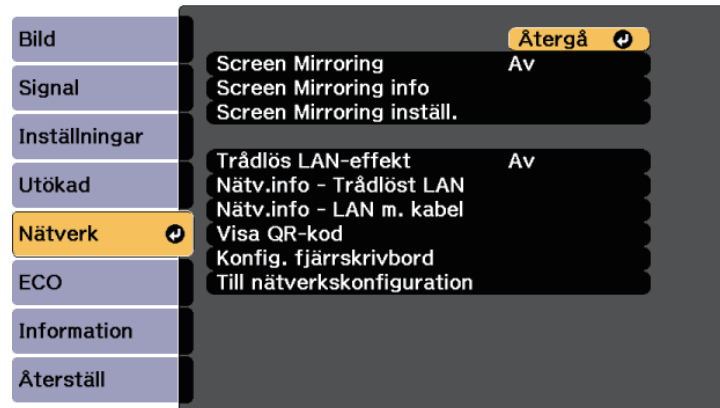 Bild
Signal
Inställningar
Utökad
Nätverk
ECO
Information
Återställ
Återgå
Screen Mirroring Av
Screen Mirroring info
Screen Mirroring inställ.
Trådlös LAN-effekt Av
Nätv.info - Trådlöst LAN
Nätv.info - LAN m. kabel
Visa QR-kod
Konfig. fjärrskrivbord
Till nätverkskonfiguration